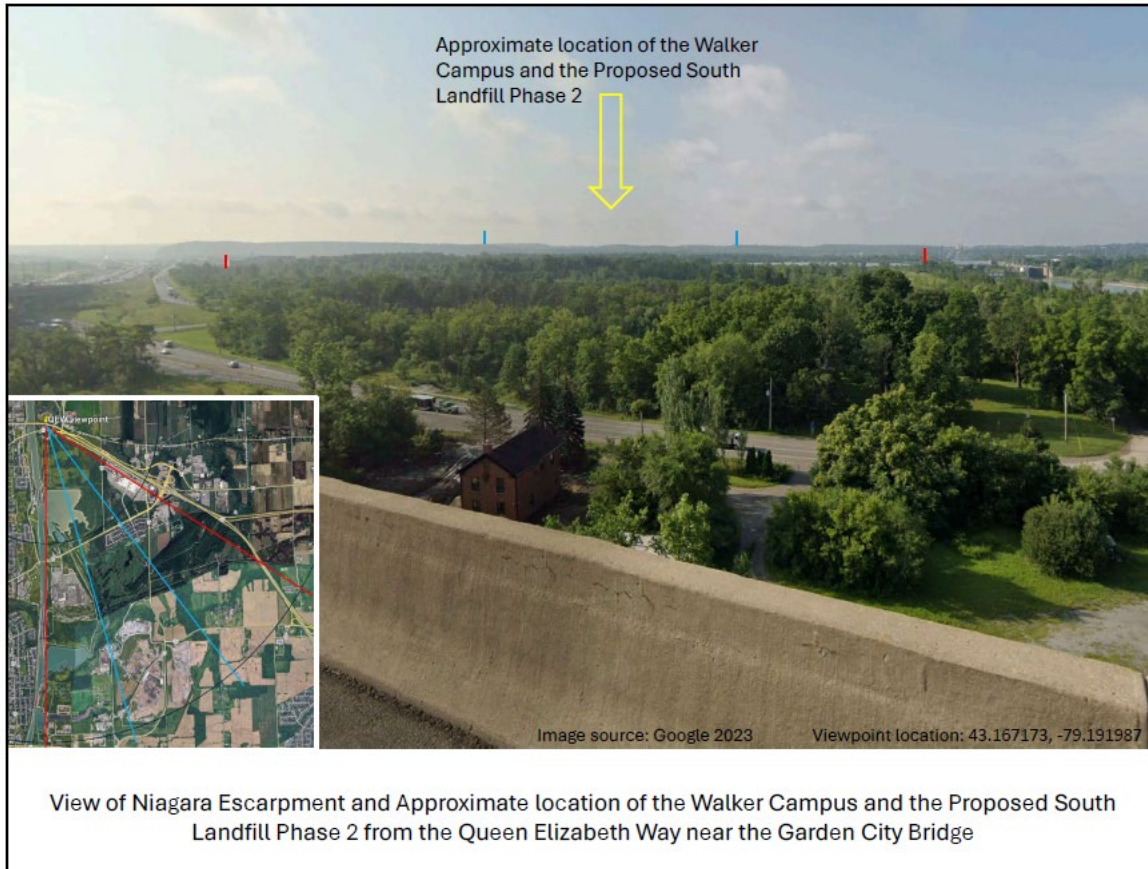 Approximate location of the Walker
Campus and the Proposed South
Landfill Phase 2
QEW viewpoint
Image source: Google 2023
Viewpoint location: 43.167173, -79.191987
View of Niagara Escarpment and Approximate location of the Walker Campus and the Proposed South
Landfill Phase 2 from the Queen Elizabeth Way near the Garden City Bridge